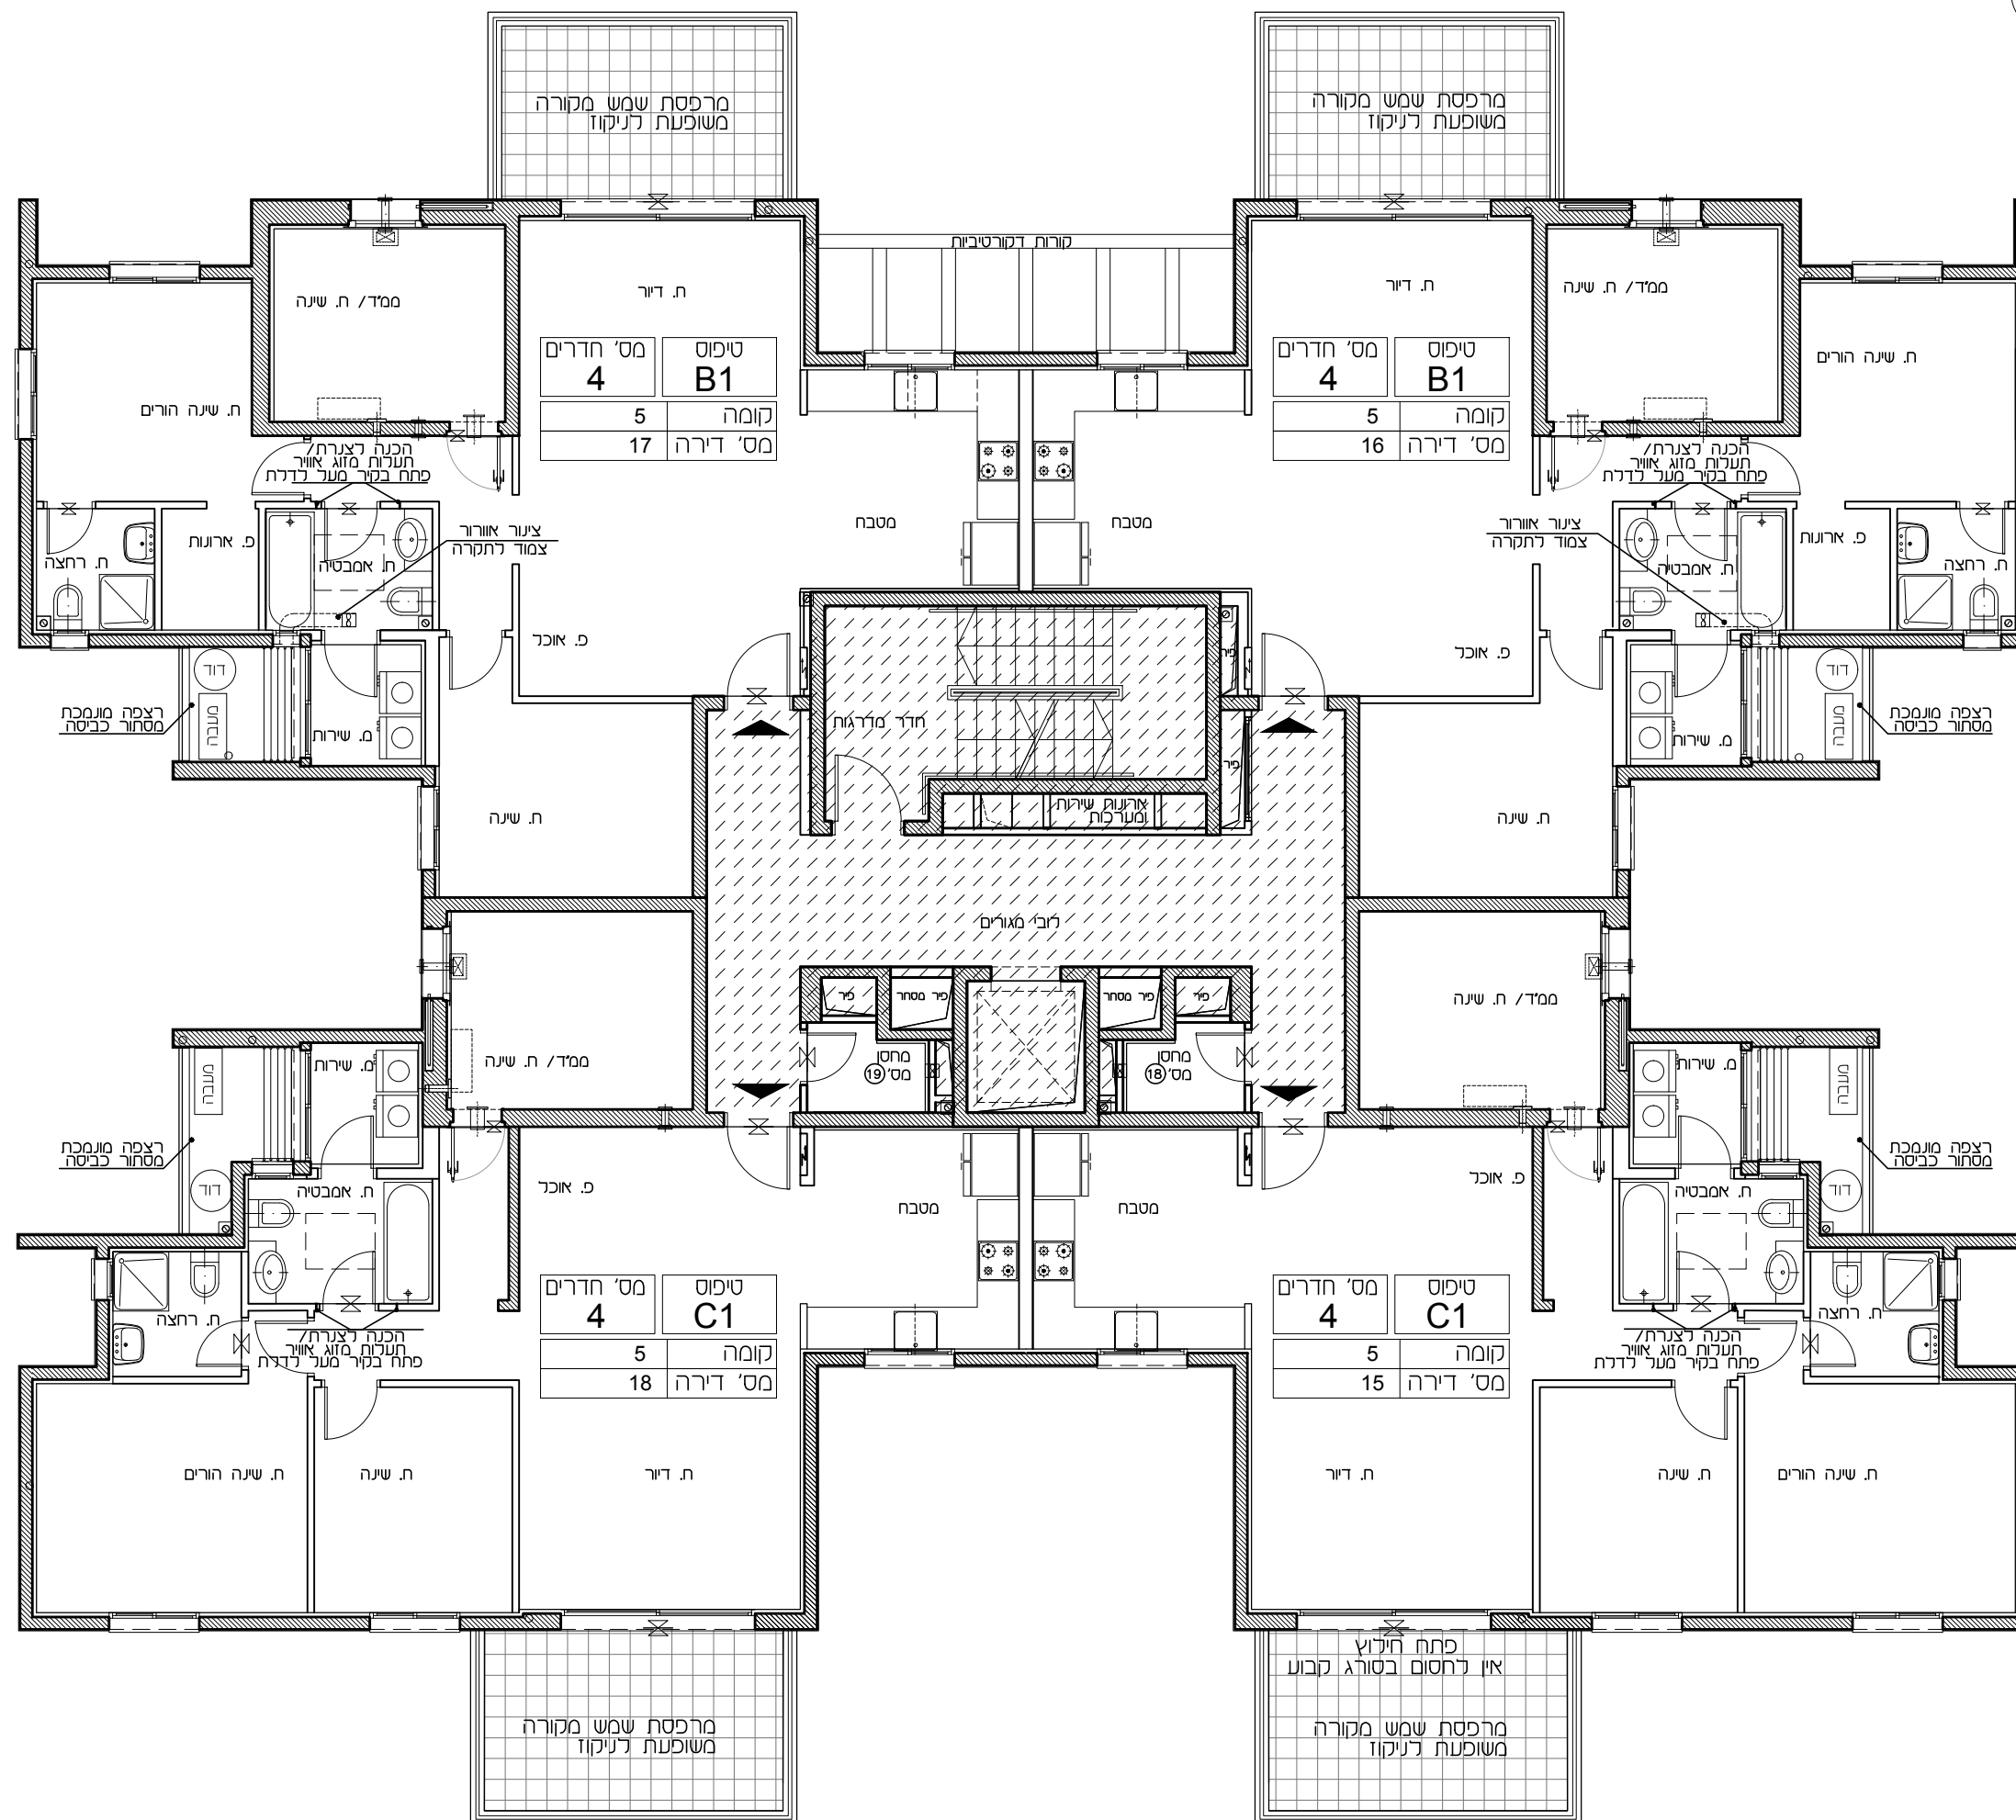 מרפסת שמש מקורה
משופעת לניקוז
מרפסת שמש מקורה
משופעת לניקוז
קורות דקורטיביות
ממ"ד/ ח. שינה
ח. דיור
ח. דיור
ממ"ד/ ח. שינה
ח. שינה הורים
ח. שינה הורים
טיפוס
B1
מס' חדרים
4
קומה 5
מס' דירה 16
טיפוס
B1
מס' חדרים
4
קומה 5
מס' דירה 17
הכנה לצנרת/
תעלות מזוג אוויר
פתח בקיר מעל לדלת
הכנה לצנרת/
תעלות מזוג אוויר
פתח בקיר מעל לדלת
צינור אוורור
צמוד לתקרה
צינור אוורור
צמוד לתקרה
מטבח
מטבח
ח. רחצה
פ. ארונות
ח. אמבטיה
ח. אמבטיה
פ. ארונות
ח. רחצה
פ. אוכל
פ. אוכל
פיר
פיר
דוד
מעבה
דוד
מעבה
רצפה מונמכת
מסתור כביסה
רצפה מונמכת
מסתור כביסה
מ. שירות
מ. שירות
חדר מדרגות
ארונות שירות
ומערכות
ח. שינה
ח. שינה
לובי מגורים
פיר
פיר מסחר
פיר מסחר
פיר
ממ"ד/ ח. שינה
ממ"ד/ ח. שינה
מחסן
מס' 18
מחסן
מס' 19
מ. שירות
מ. שירות
מעבה
דוד
מעבה
דוד
רצפה מונמכת
מסתור כביסה
רצפה מונמכת
מסתור כביסה
פ. אוכל
פ. אוכל
מטבח
מטבח
ח. אמבטיה
ח. אמבטיה
ח. רחצה
ח. רחצה
טיפוס
C1
מס' חדרים
4
קומה 5
מס' דירה 15
טיפוס
C1
מס' חדרים
4
קומה 5
מס' דירה 18
הכנה לצנרת/
תעלות מזוג אוויר
פתח בקיר מעל לדלת
הכנה לצנרת/
תעלות מזוג אוויר
פתח בקיר מעל לדלת
ח. שינה הורים
ח. שינה
ח. דיור
ח. דיור
ח. שינה
ח. שינה הורים
פתח חילוץ
אין לחסום בסורג קבוע
מרפסת שמש מקורה
משופעת לניקוז
מרפסת שמש מקורה
משופעת לניקוז